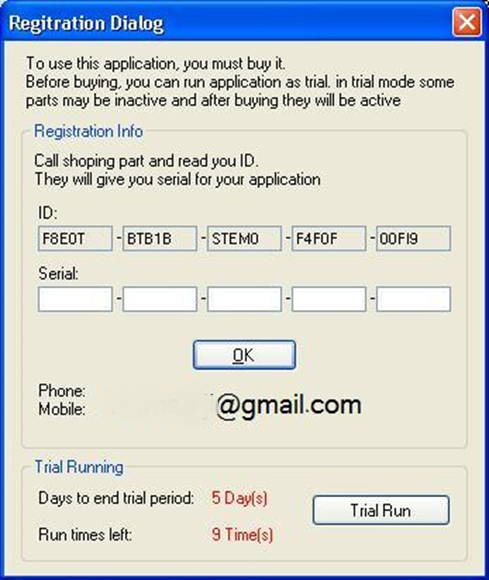 Regitration Dialog
To use this application, you must buy it.
Before buying, you can run application as trial. in trial mode some
parts may be inactive and after buying they will be active
Registration Info
Call shoping part and read you ID.
They will give you serial for your application
ID:
F8E0T - BTB1B - STEM0 - F4F0F - 00FI9
Serial:
- - - -
OK
Phone:
Mobile: @gmail.com
Trial Running
Days to end trial period: 5 Day(s)
Trial Run
Run times left: 9 Time(s)